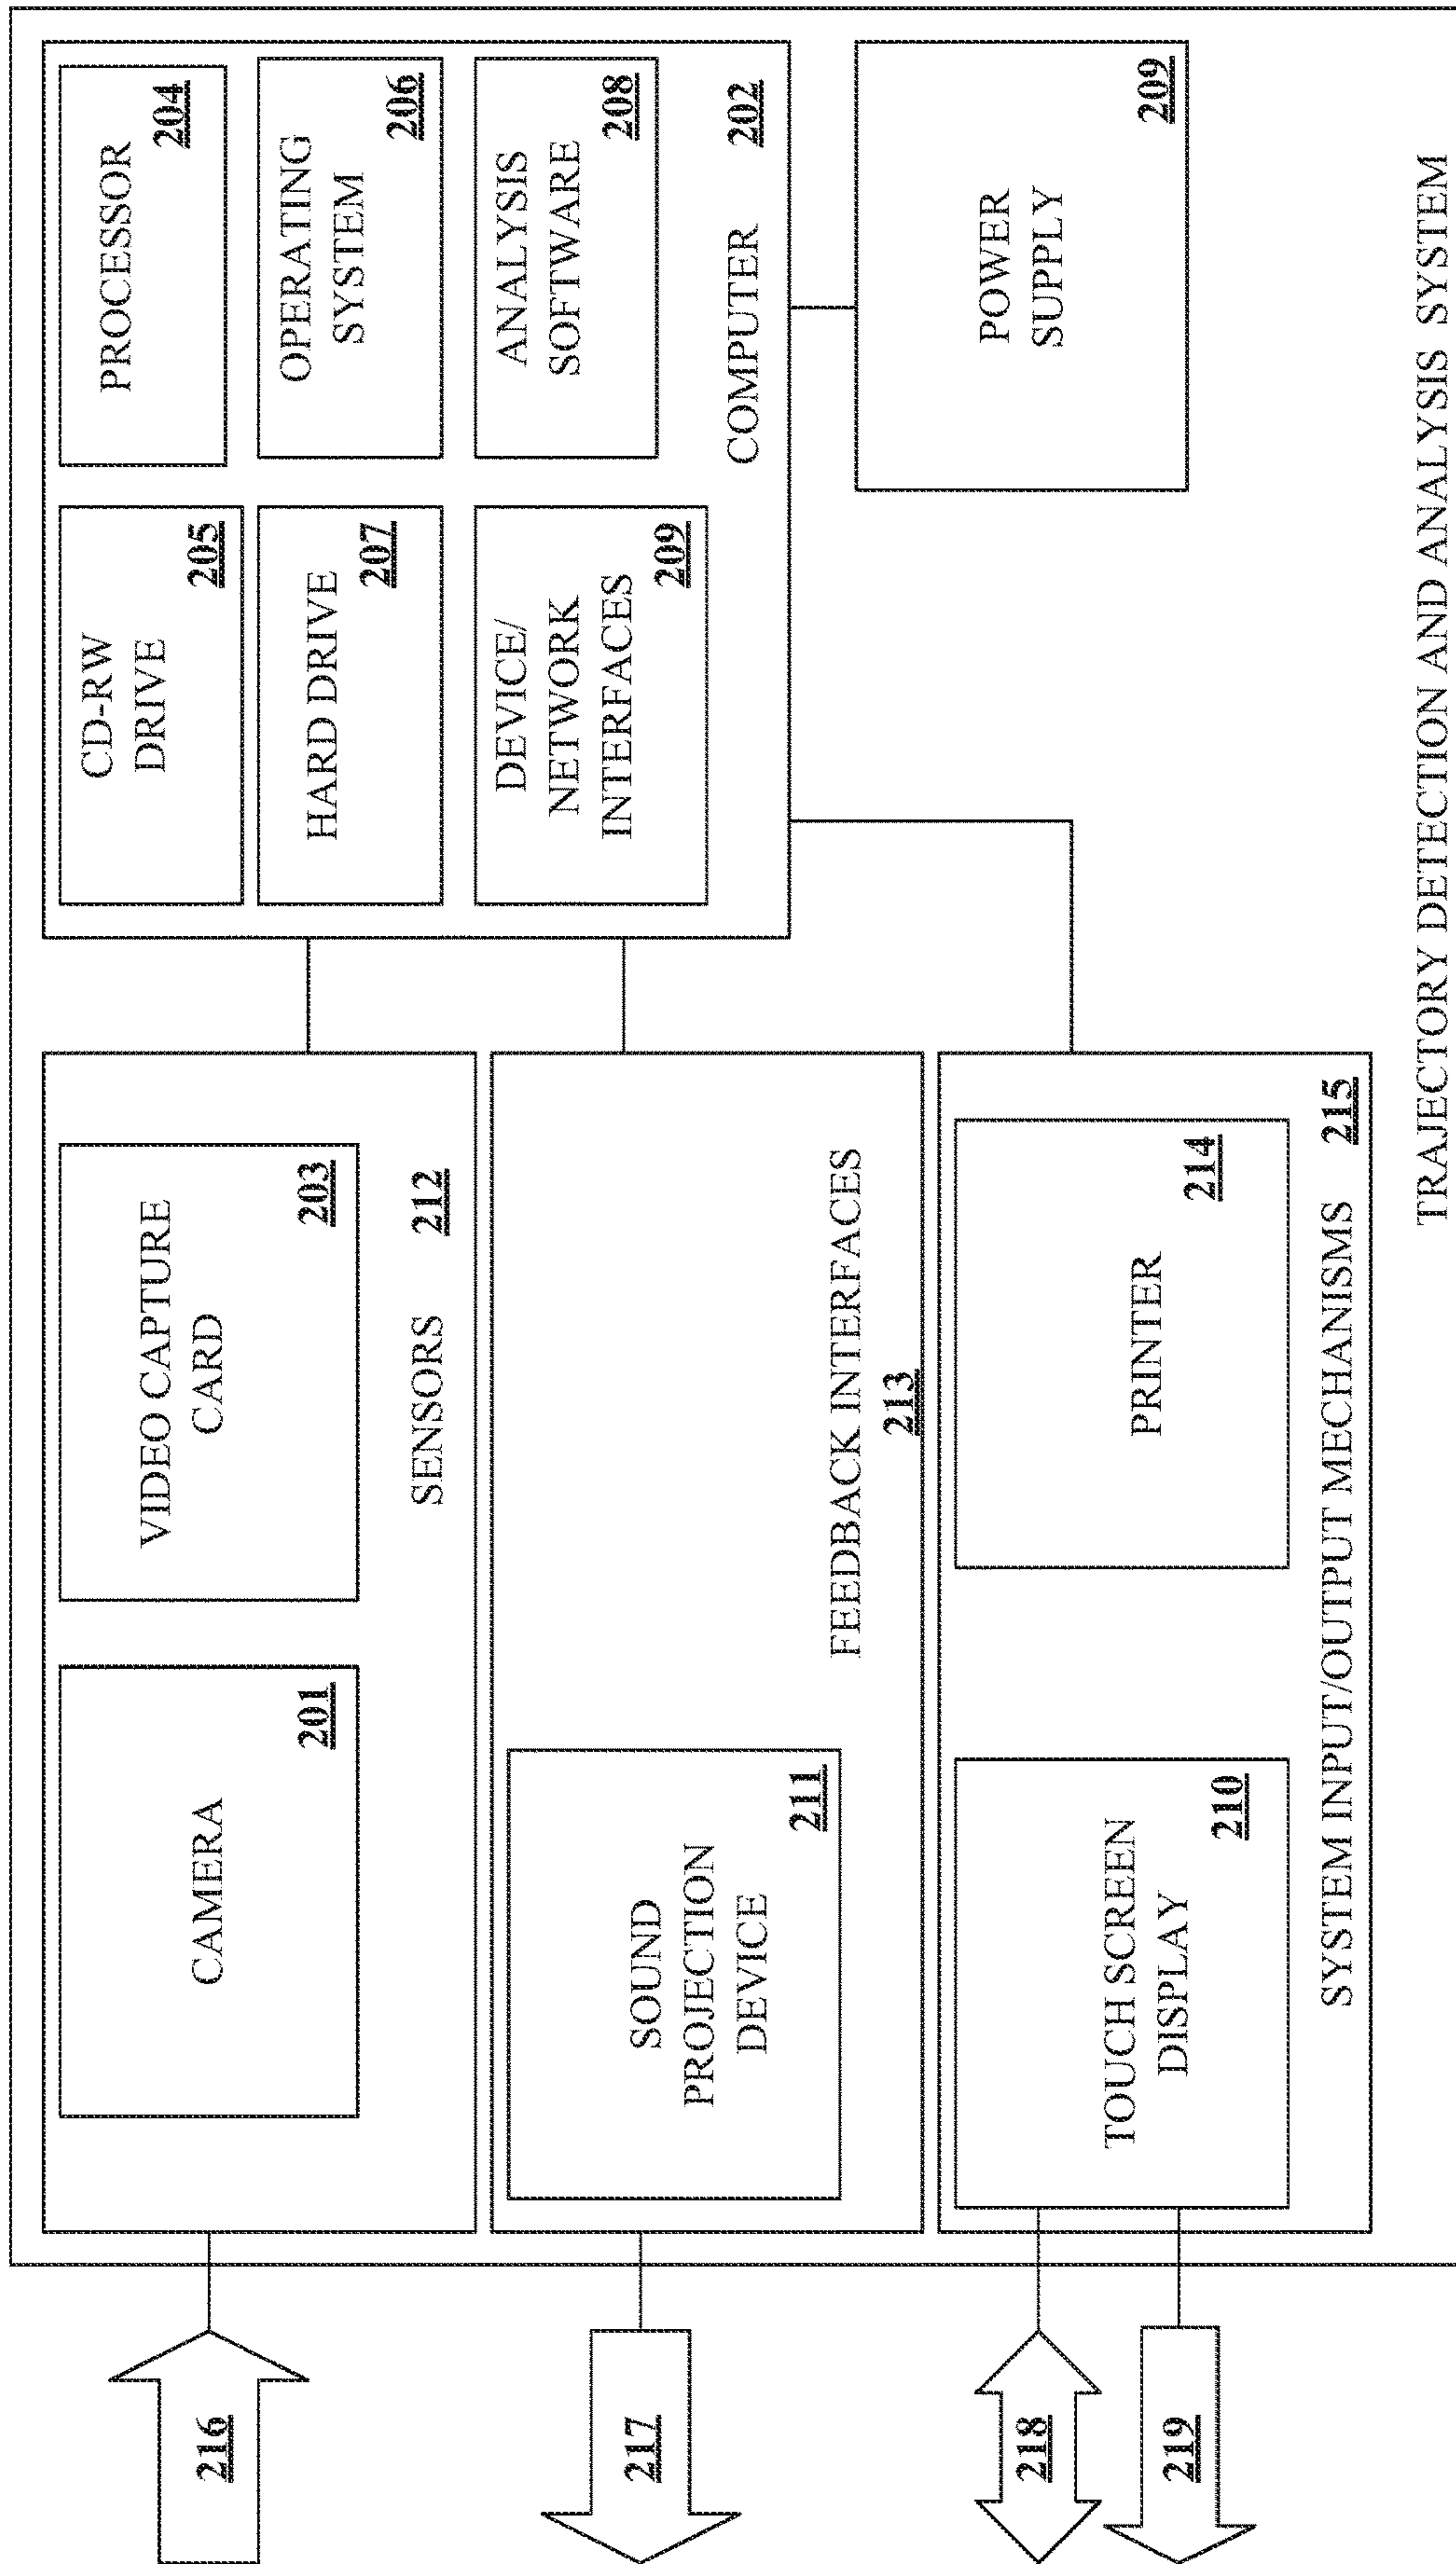 216
CAMERA
201
VIDEO CAPTURE
CARD
203
SENSORS 212
CD-RW
DRIVE
205
PROCESSOR
204
HARD DRIVE
207
OPERATING
SYSTEM
206
DEVICE/
NETWORK
INTERFACES
209
ANALYSIS
SOFTWARE
208
COMPUTER 202
217
SOUND
PROJECTION
DEVICE
211
FEEDBACK INTERFACES
213
218
219
TOUCH SCREEN
DISPLAY
210
PRINTER
214
SYSTEM INPUT/OUTPUT MECHANISMS 215
POWER
SUPPLY
209
TRAJECTORY DETECTION AND ANALYSIS SYSTEM